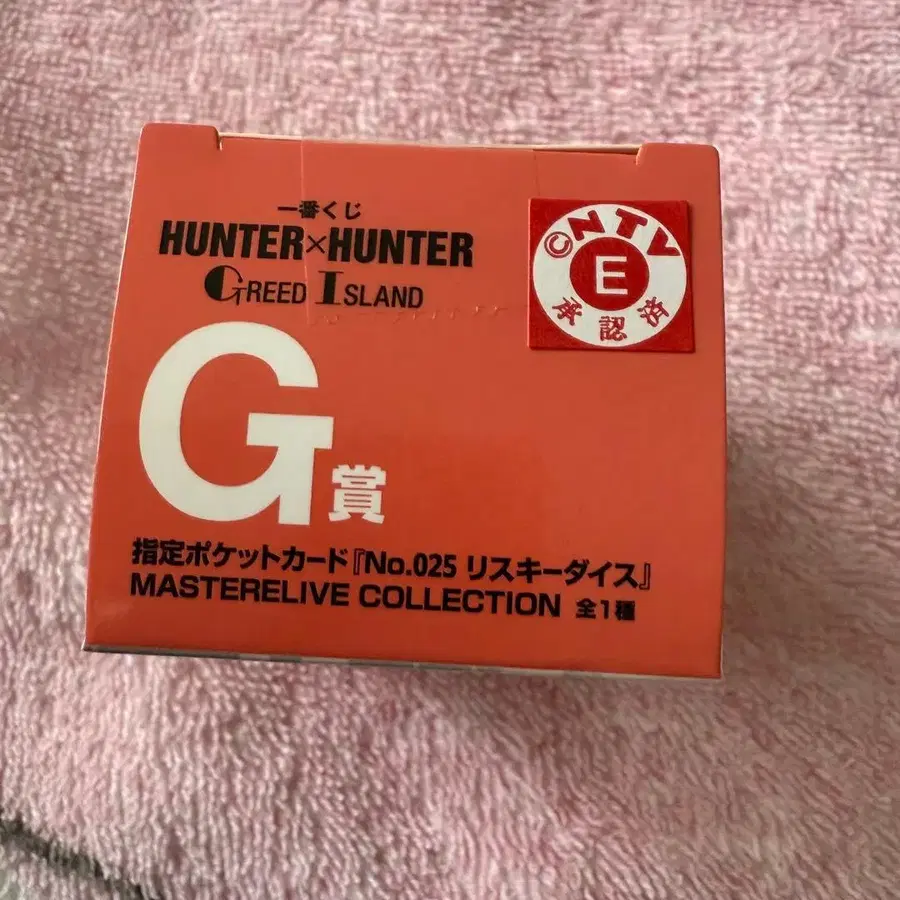 一番くじ
HUNTER×HUNTER
GREED ISLAND
G賞
指定ポケットカード『No.025 リスキーダイス』
MASTERELIVE COLLECTION 全1種
©NTV
E
承認済